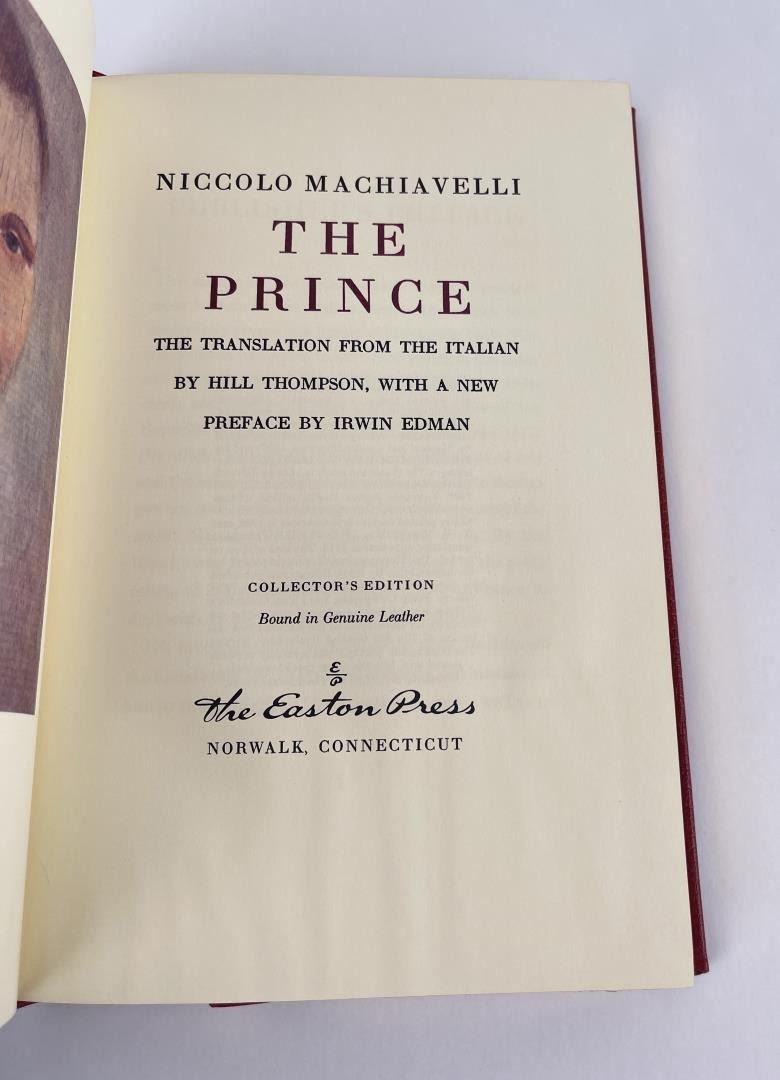 NICCOLO MACHIAVELLI
THE
PRINCE
THE TRANSLATION FROM THE ITALIAN
BY HILL THOMPSON, WITH A NEW
PREFACE BY IRWIN EDMAN
COLLECTOR'S EDITION
Bound in Genuine Leather
E
P
The Easton Press
NORWALK, CONNECTICUT